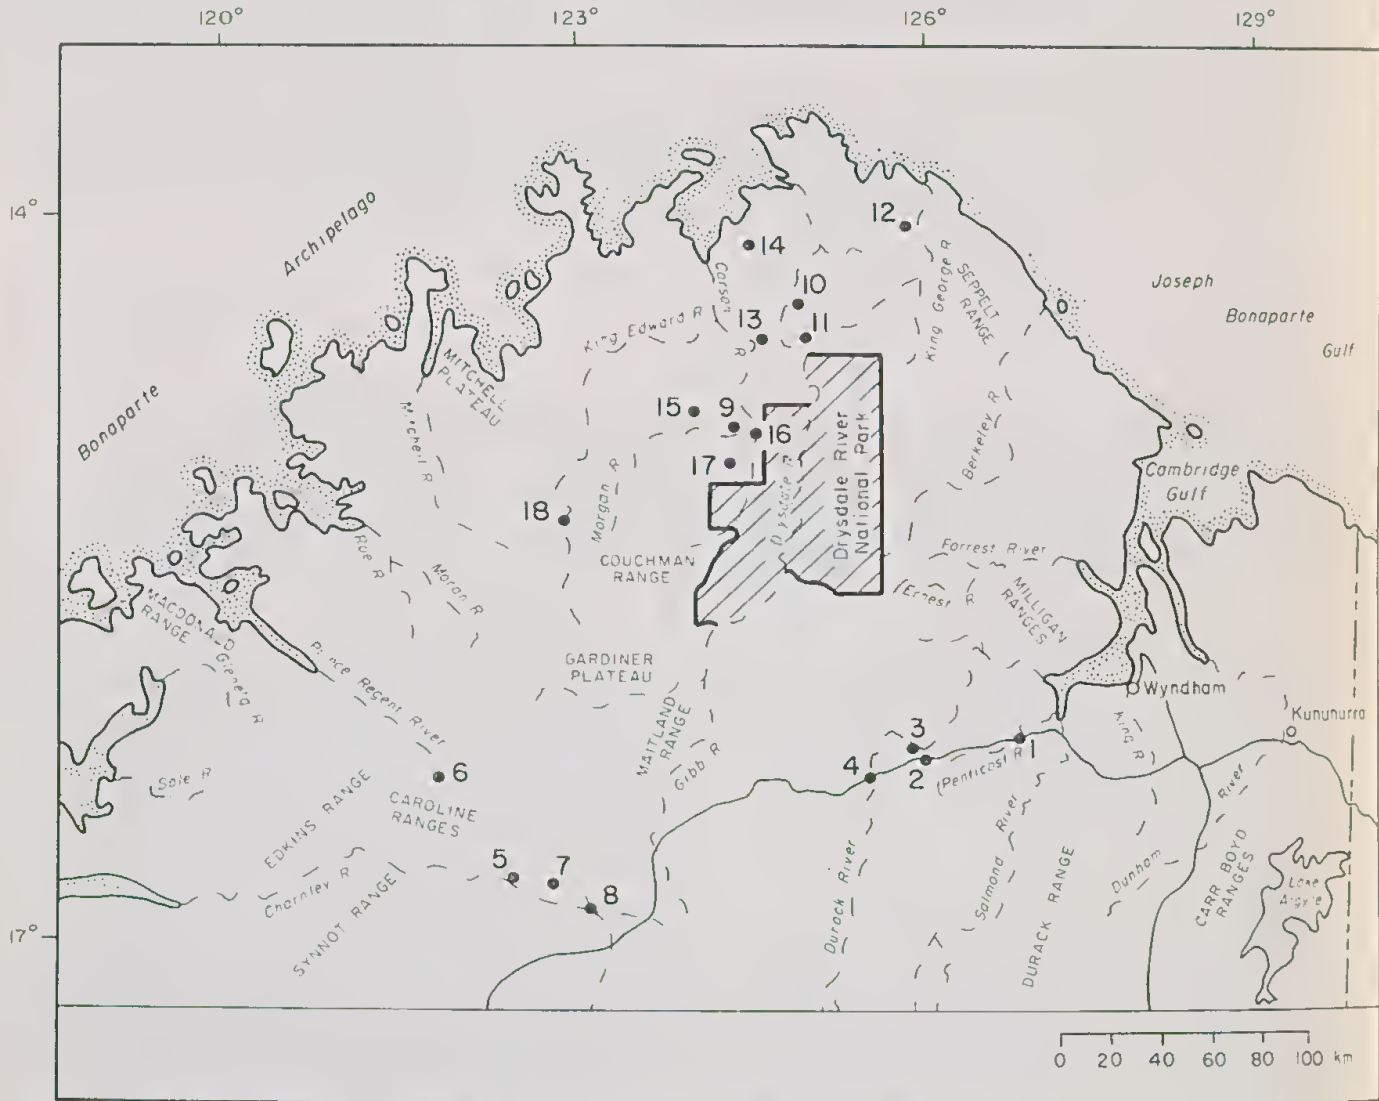 120°
123°
126°
129°
14°
17°
Archipelago
Bonaparte
Joseph
Bonaparte
Gulf
12
14
10
13
11
Carson
R
King Edward R
King George R
SEPPELT
RANGE
MITCHELL
PLATEAU
Mitchell R
15
9
16
17
18
Morgan R
Drysdale R
Drysdale River
National Park
Berkeley R
Cambridge
Gulf
COUCHMAN
RANGE
Forrest River
Ernest R
MILLIGAN
RANGES
Roe R
Moran R
MACDONALD
RANGE
Glenelg R
Prince Regent River
GARDINER
PLATEAU
MAITLAND
RANGE
Gibb R
Wyndham
King R
Kununurra
3
4
2
1
(Penticost R
6
Sale R
EDKINS RANGE
CAROLINE
RANGES
Charnley R
SYNNOT RANGE
5
7
8
Durack River
Salmond River
DURACK RANGE
Dunham River
CARR BOYD
RANGES
Lake
Argyle
0 20 40 60 80 100 km